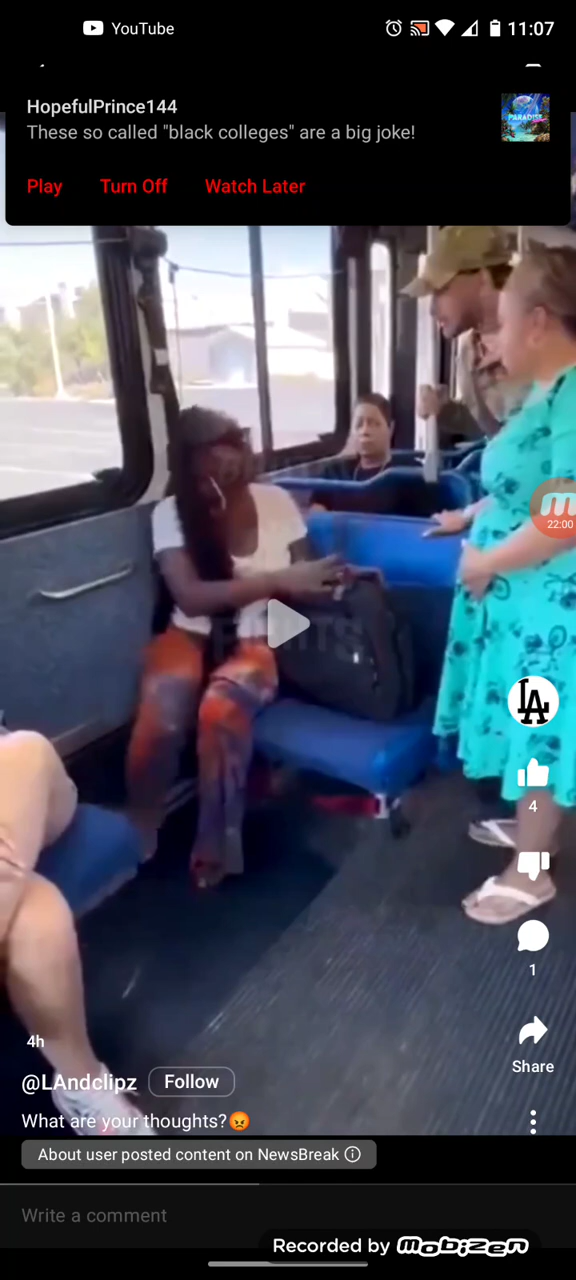 YouTube
11:07
HopefulPrince144
These so called "black colleges" are a big joke!
PARADISE
Play Turn Off Watch Later
22:00
LA
4
1
Share
4h
@LAndclipz Follow
What are your thoughts?😡
About user posted content on NewsBreak
Write a comment
Recorded by mobizen